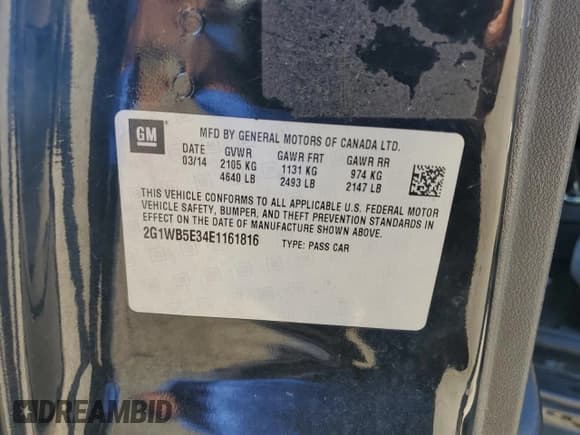 GM
MFD BY GENERAL MOTORS OF CANADA LTD.
DATE GVWR GAWR FRT GAWR RR
03/14 2105 KG 1131 KG 974 KG
4640 LB 2493 LB 2147 LB
THIS VEHICLE CONFORMS TO ALL APPLICABLE U.S. FEDERAL MOTOR
VEHICLE SAFETY, BUMPER, AND THEFT PREVENTION STANDARDS IN
EFFECT ON THE DATE OF MANUFACTURE SHOWN ABOVE.
2G1WB5E34E1161816 TYPE: PASS CAR
DREAMBID